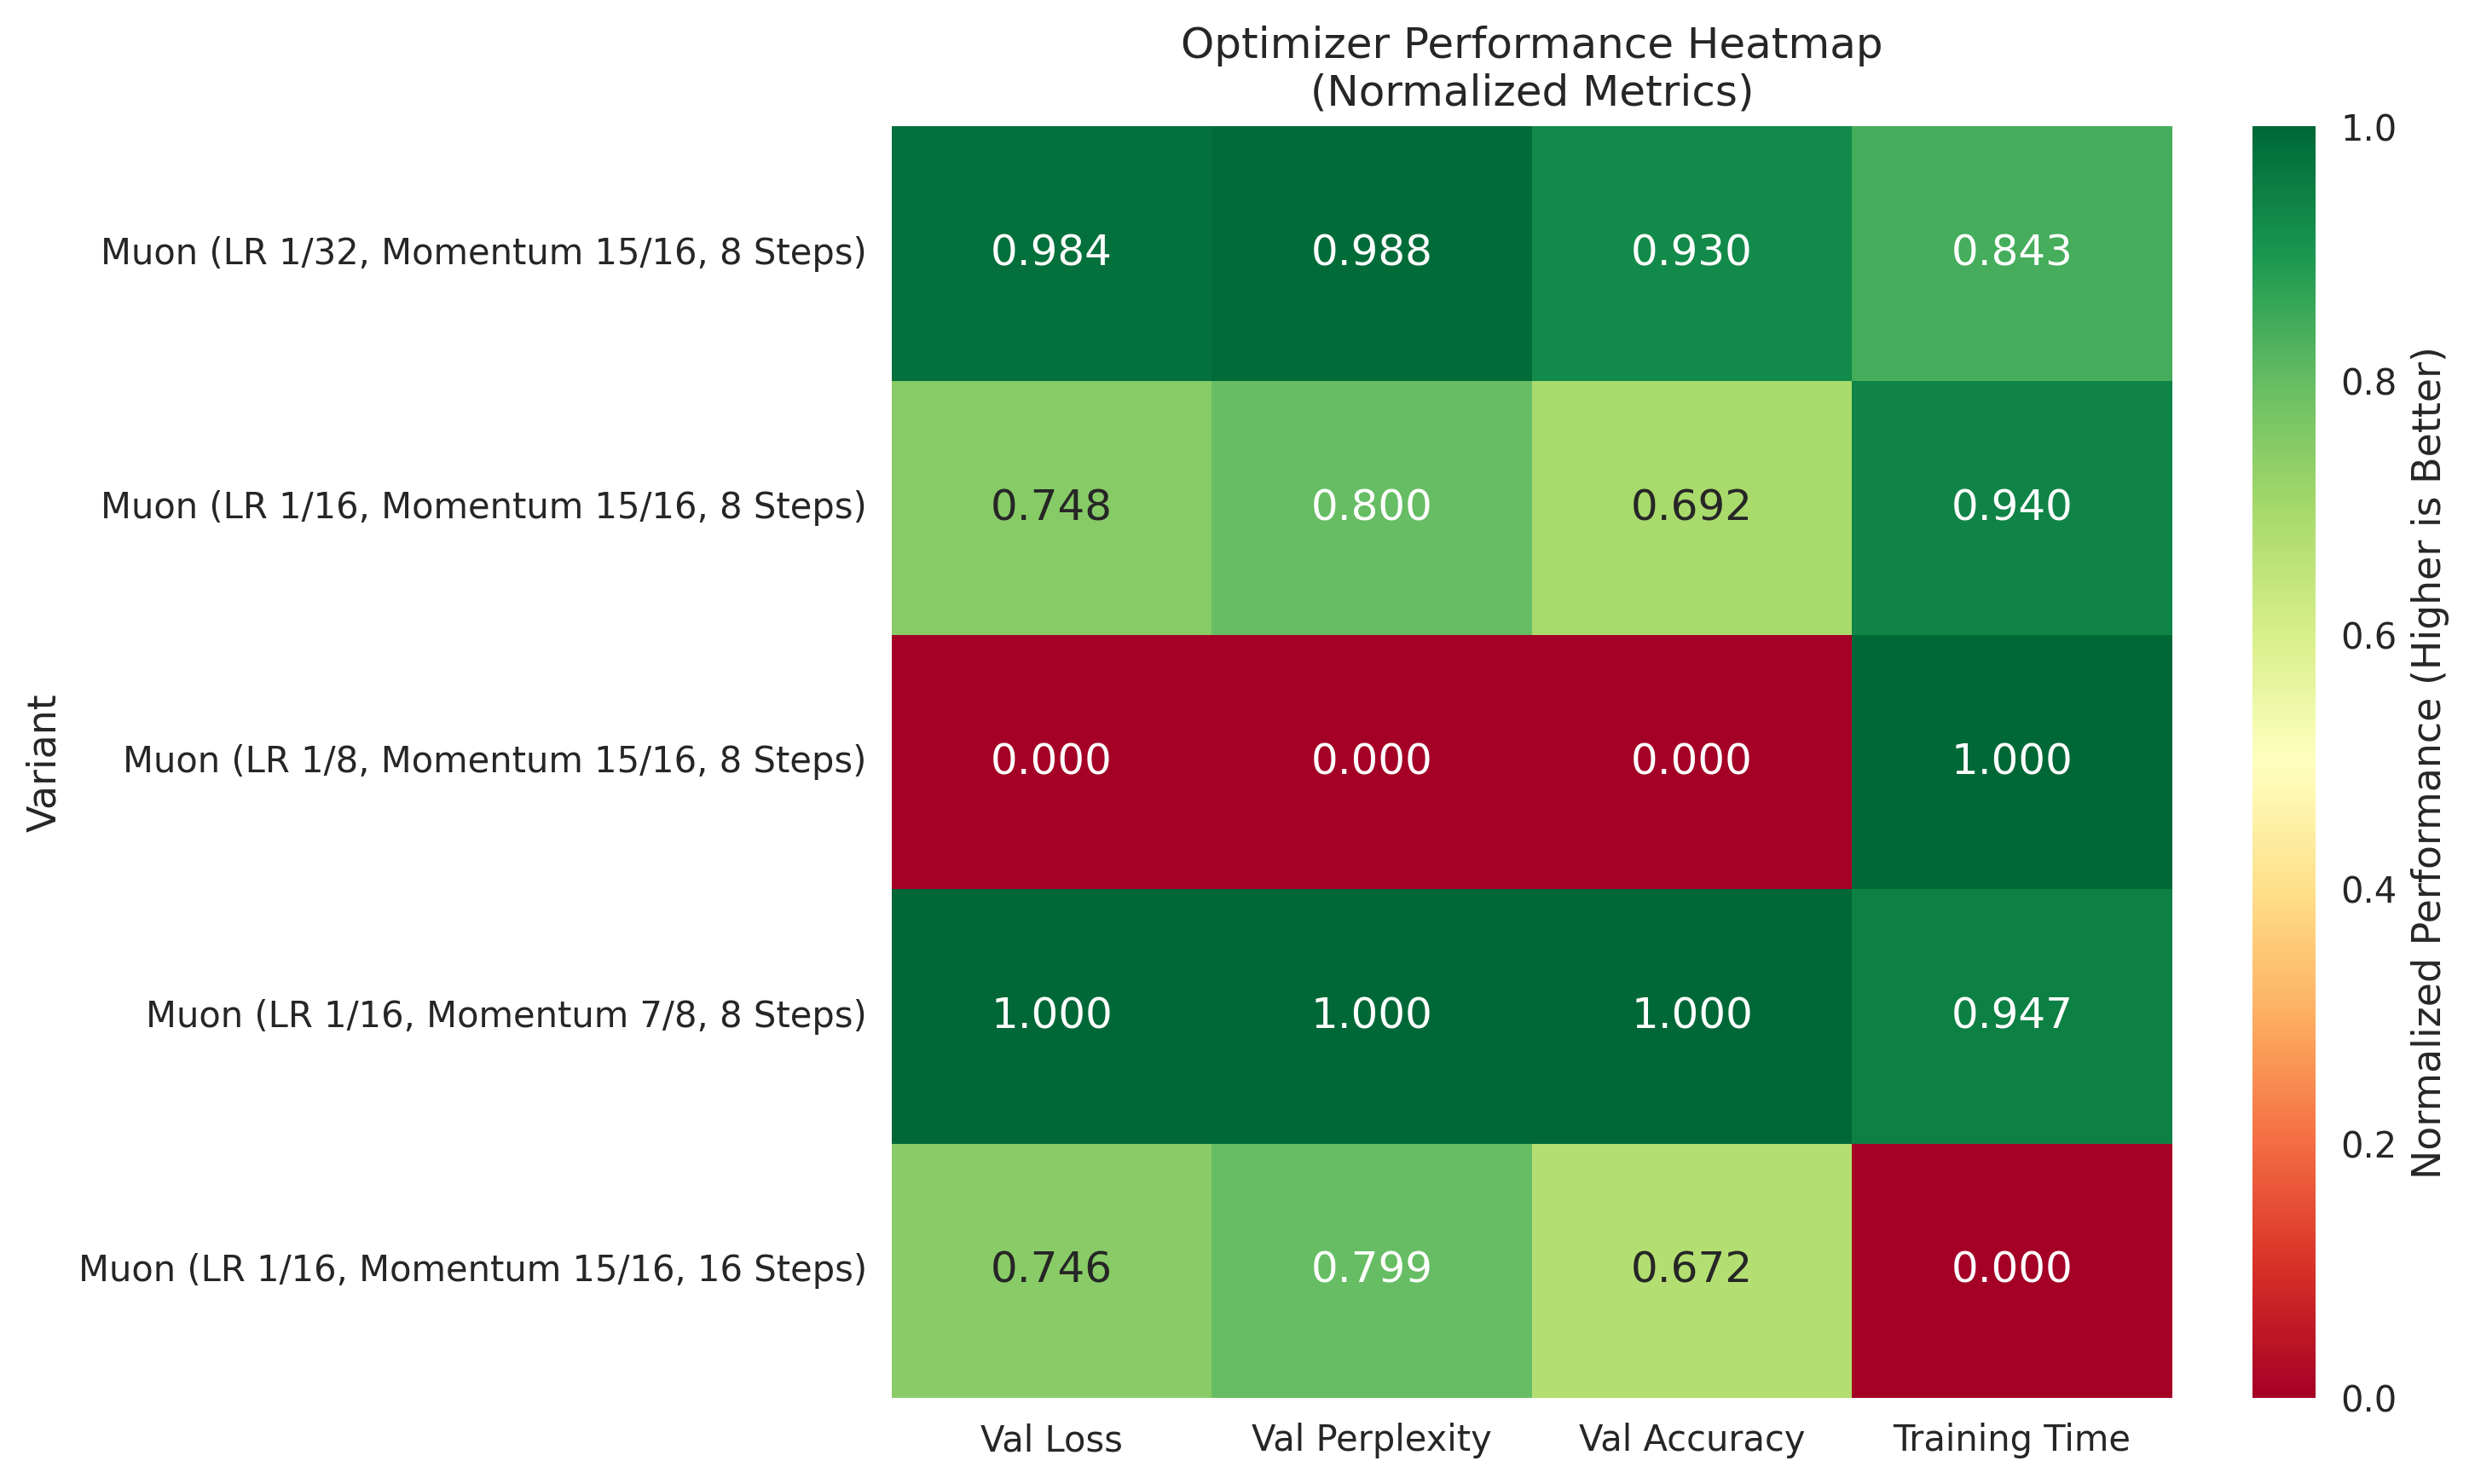 Optimizer Performance Heatmap
(Normalized Metrics)
Variant
Muon (LR 1/32, Momentum 15/16, 8 Steps) 0.984 0.988 0.930 0.843
Muon (LR 1/16, Momentum 15/16, 8 Steps) 0.748 0.800 0.692 0.940
Muon (LR 1/8, Momentum 15/16, 8 Steps) 0.000 0.000 0.000 1.000
Muon (LR 1/16, Momentum 7/8, 8 Steps) 1.000 1.000 1.000 0.947
Muon (LR 1/16, Momentum 15/16, 16 Steps) 0.746 0.799 0.672 0.000
Val Loss Val Perplexity Val Accuracy Training Time
1.0
0.8
0.6
0.4
0.2
0.0
Normalized Performance (Higher is Better)